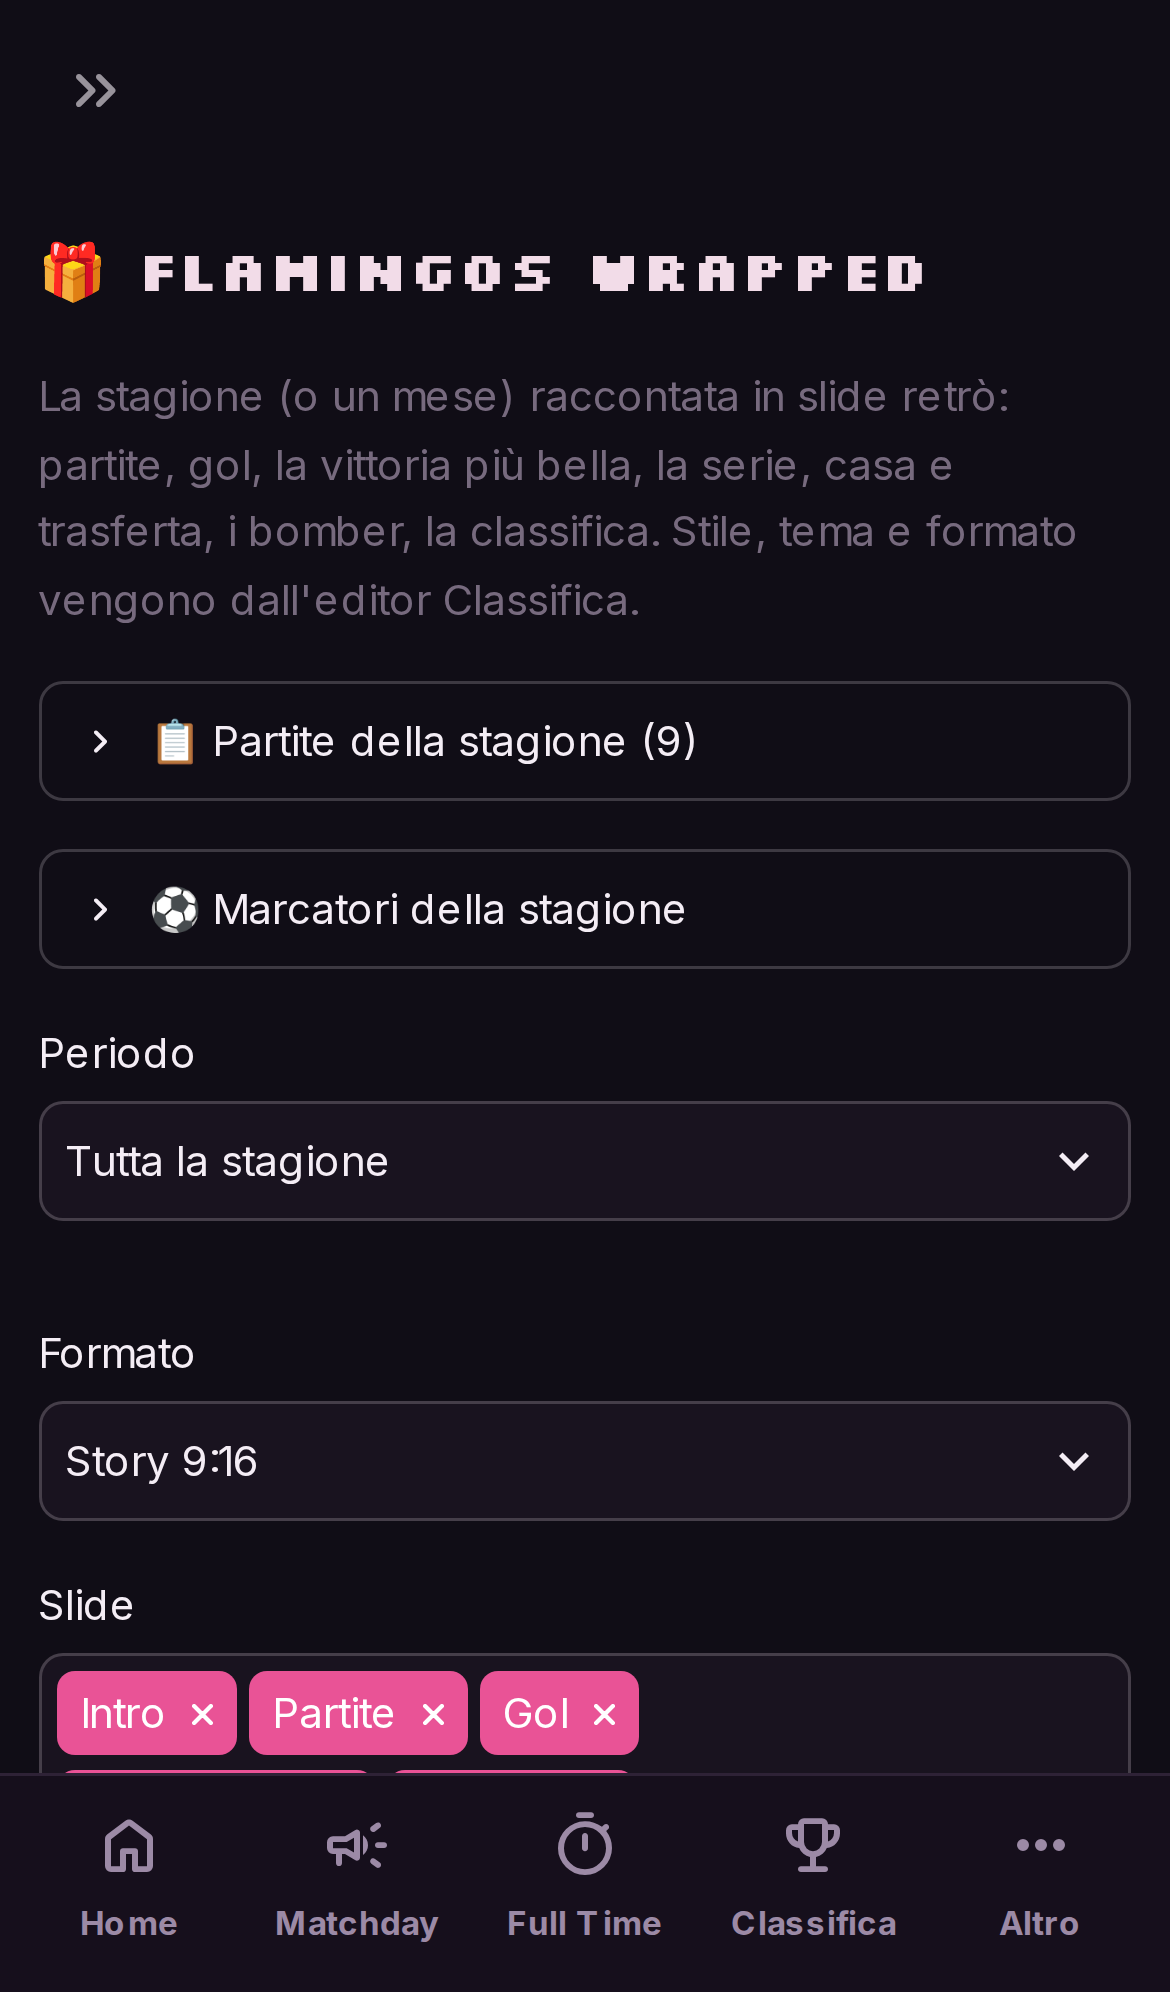 FLAMINGOS WRAPPED
La stagione (o un mese) raccontata in slide retrò:
partite, gol, la vittoria più bella, la serie, casa e
trasferta, i bomber, la classifica. Stile, tema e formato
vengono dall'editor Classifica.
Partite della stagione (9)
Marcatori della stagione
Periodo
Tutta la stagione
Formato
Story 9:16
Slide
Intro × Partite × Gol ×
Home Matchday Full Time Classifica Altro